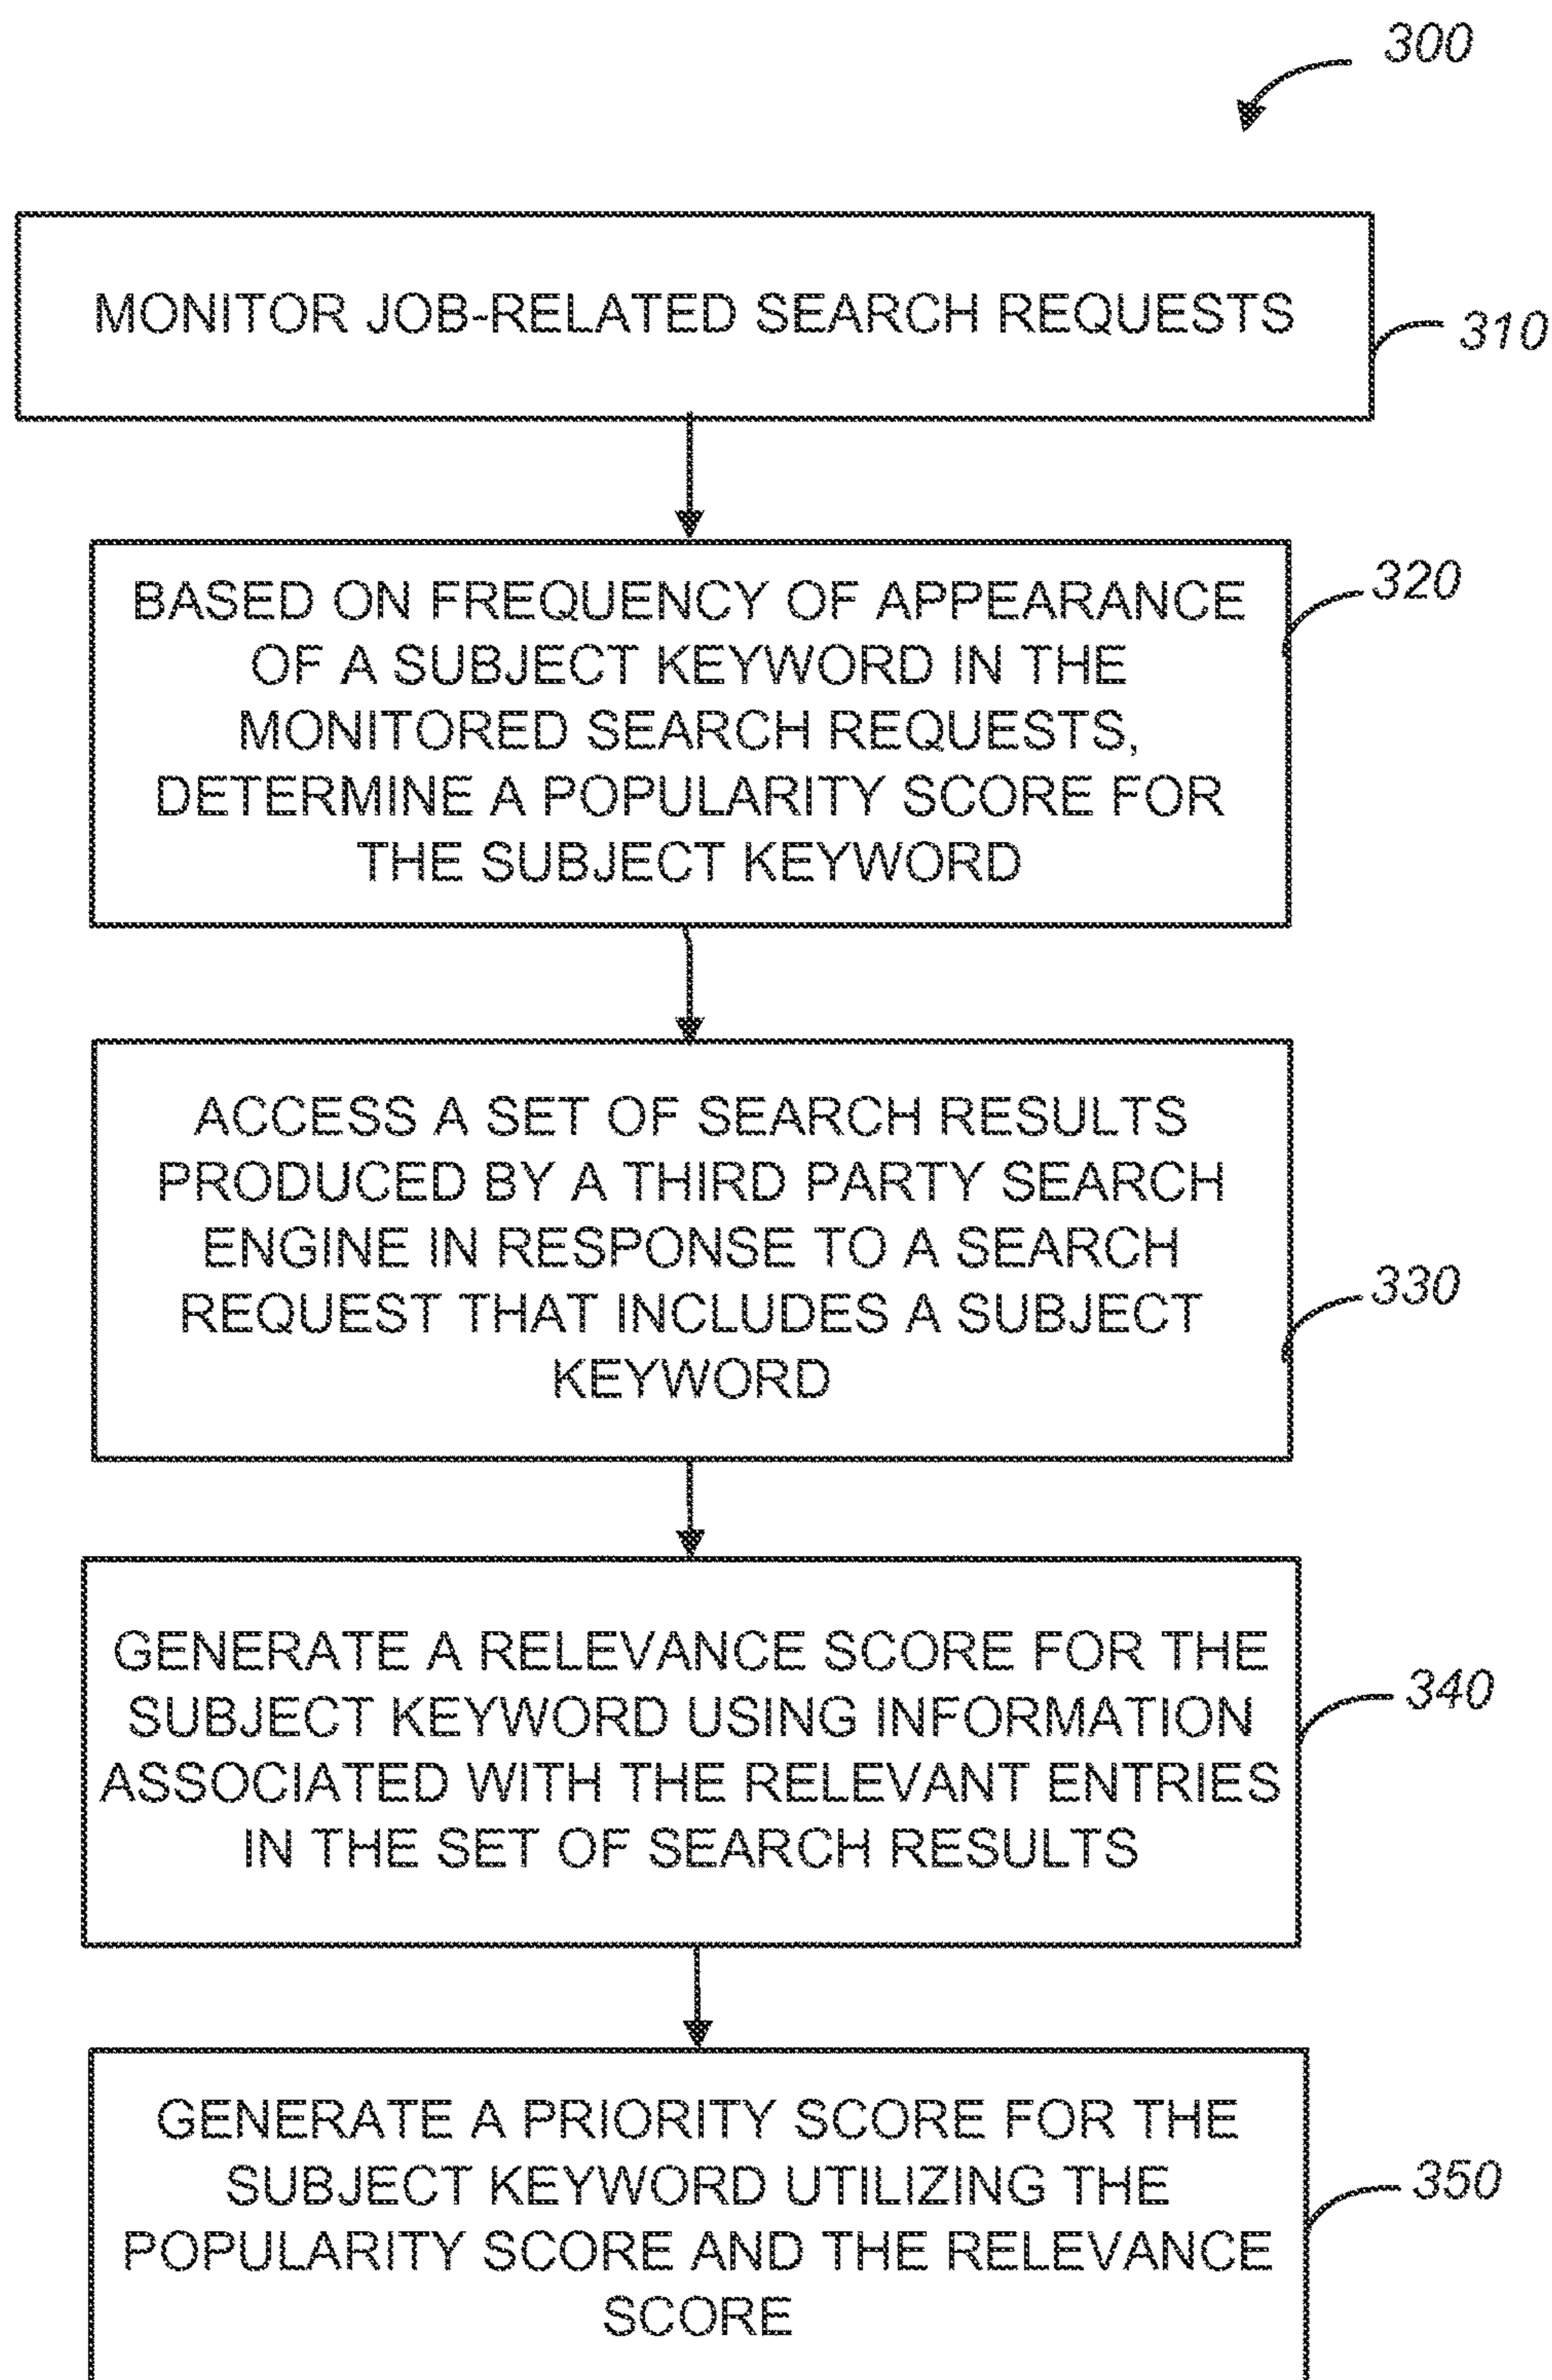 300
MONITOR JOB-RELATED SEARCH REQUESTS
310
BASED ON FREQUENCY OF APPEARANCE
OF A SUBJECT KEYWORD IN THE
MONITORED SEARCH REQUESTS,
DETERMINE A POPULARITY SCORE FOR
THE SUBJECT KEYWORD
320
ACCESS A SET OF SEARCH RESULTS
PRODUCED BY A THIRD PARTY SEARCH
ENGINE IN RESPONSE TO A SEARCH
REQUEST THAT INCLUDES A SUBJECT
KEYWORD
330
GENERATE A RELEVANCE SCORE FOR THE
SUBJECT KEYWORD USING INFORMATION
ASSOCIATED WITH THE RELEVANT ENTRIES
IN THE SET OF SEARCH RESULTS
340
GENERATE A PRIORITY SCORE FOR THE
SUBJECT KEYWORD UTILIZING THE
POPULARITY SCORE AND THE RELEVANCE
SCORE
350